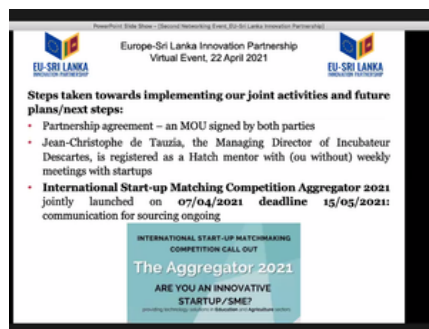 PowerPoint Slide Show - [Second Networking Event_EU-Sri Lanka Innovation Partnership]
Europe-Sri Lanka Innovation Partnership
Virtual Event, 22 April 2021
EU-SRI LANKA
INNOVATION PARTNERSHIP
EU-SRI LANKA
INNOVATION PARTNERSHIP
Steps taken towards implementing our joint activities and future
plans/next steps:
• Partnership agreement – an MOU signed by both parties
• Jean-Christophe de Tauzia, the Managing Director of Incubateur
Descartes, is registered as a Hatch mentor with (ou without) weekly
meetings with startups
• International Start-up Matching Competition Aggregator 2021
jointly launched on 07/04/2021 deadline 15/05/2021:
communication for sourcing ongoing
INTERNATIONAL START-UP MATCHMAKING
COMPETITION CALL OUT
The Aggregator 2021
ARE YOU AN INNOVATIVE
STARTUP/SME?
providing technology solutions in Education and Agriculture sectors